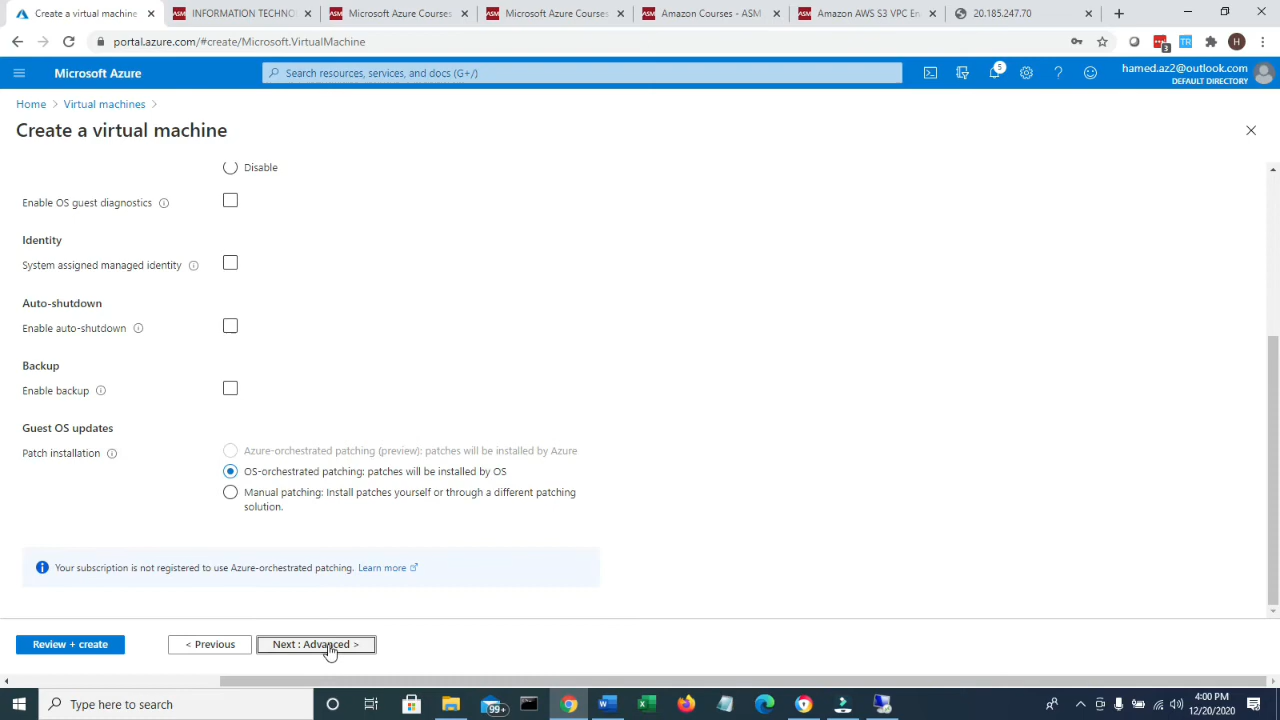 Create a virtual machine
INFORMATION TECHNO
Microsoft Azure Courses
Microsoft Azure Courses
Amazon Courses - ASM
Amazon AWS - VPC En
20.185.247.70
portal.azure.com/#create/Microsoft.VirtualMachine
3
TR
H
Microsoft Azure
Search resources, services, and docs (G+/)
5
hamed.az2@outlook.com
DEFAULT DIRECTORY
Home > Virtual machines >
Create a virtual machine
Disable
Enable OS guest diagnostics
Identity
System assigned managed identity
Auto-shutdown
Enable auto-shutdown
Backup
Enable backup
Guest OS updates
Patch installation
Azure-orchestrated patching (preview): patches will be installed by Azure
OS-orchestrated patching: patches will be installed by OS
Manual patching: Install patches yourself or through a different patching
solution.
Your subscription is not registered to use Azure-orchestrated patching. Learn more
Review + create
< Previous
Next : Advanced >
Type here to search
99+
4:00 PM
12/20/2020